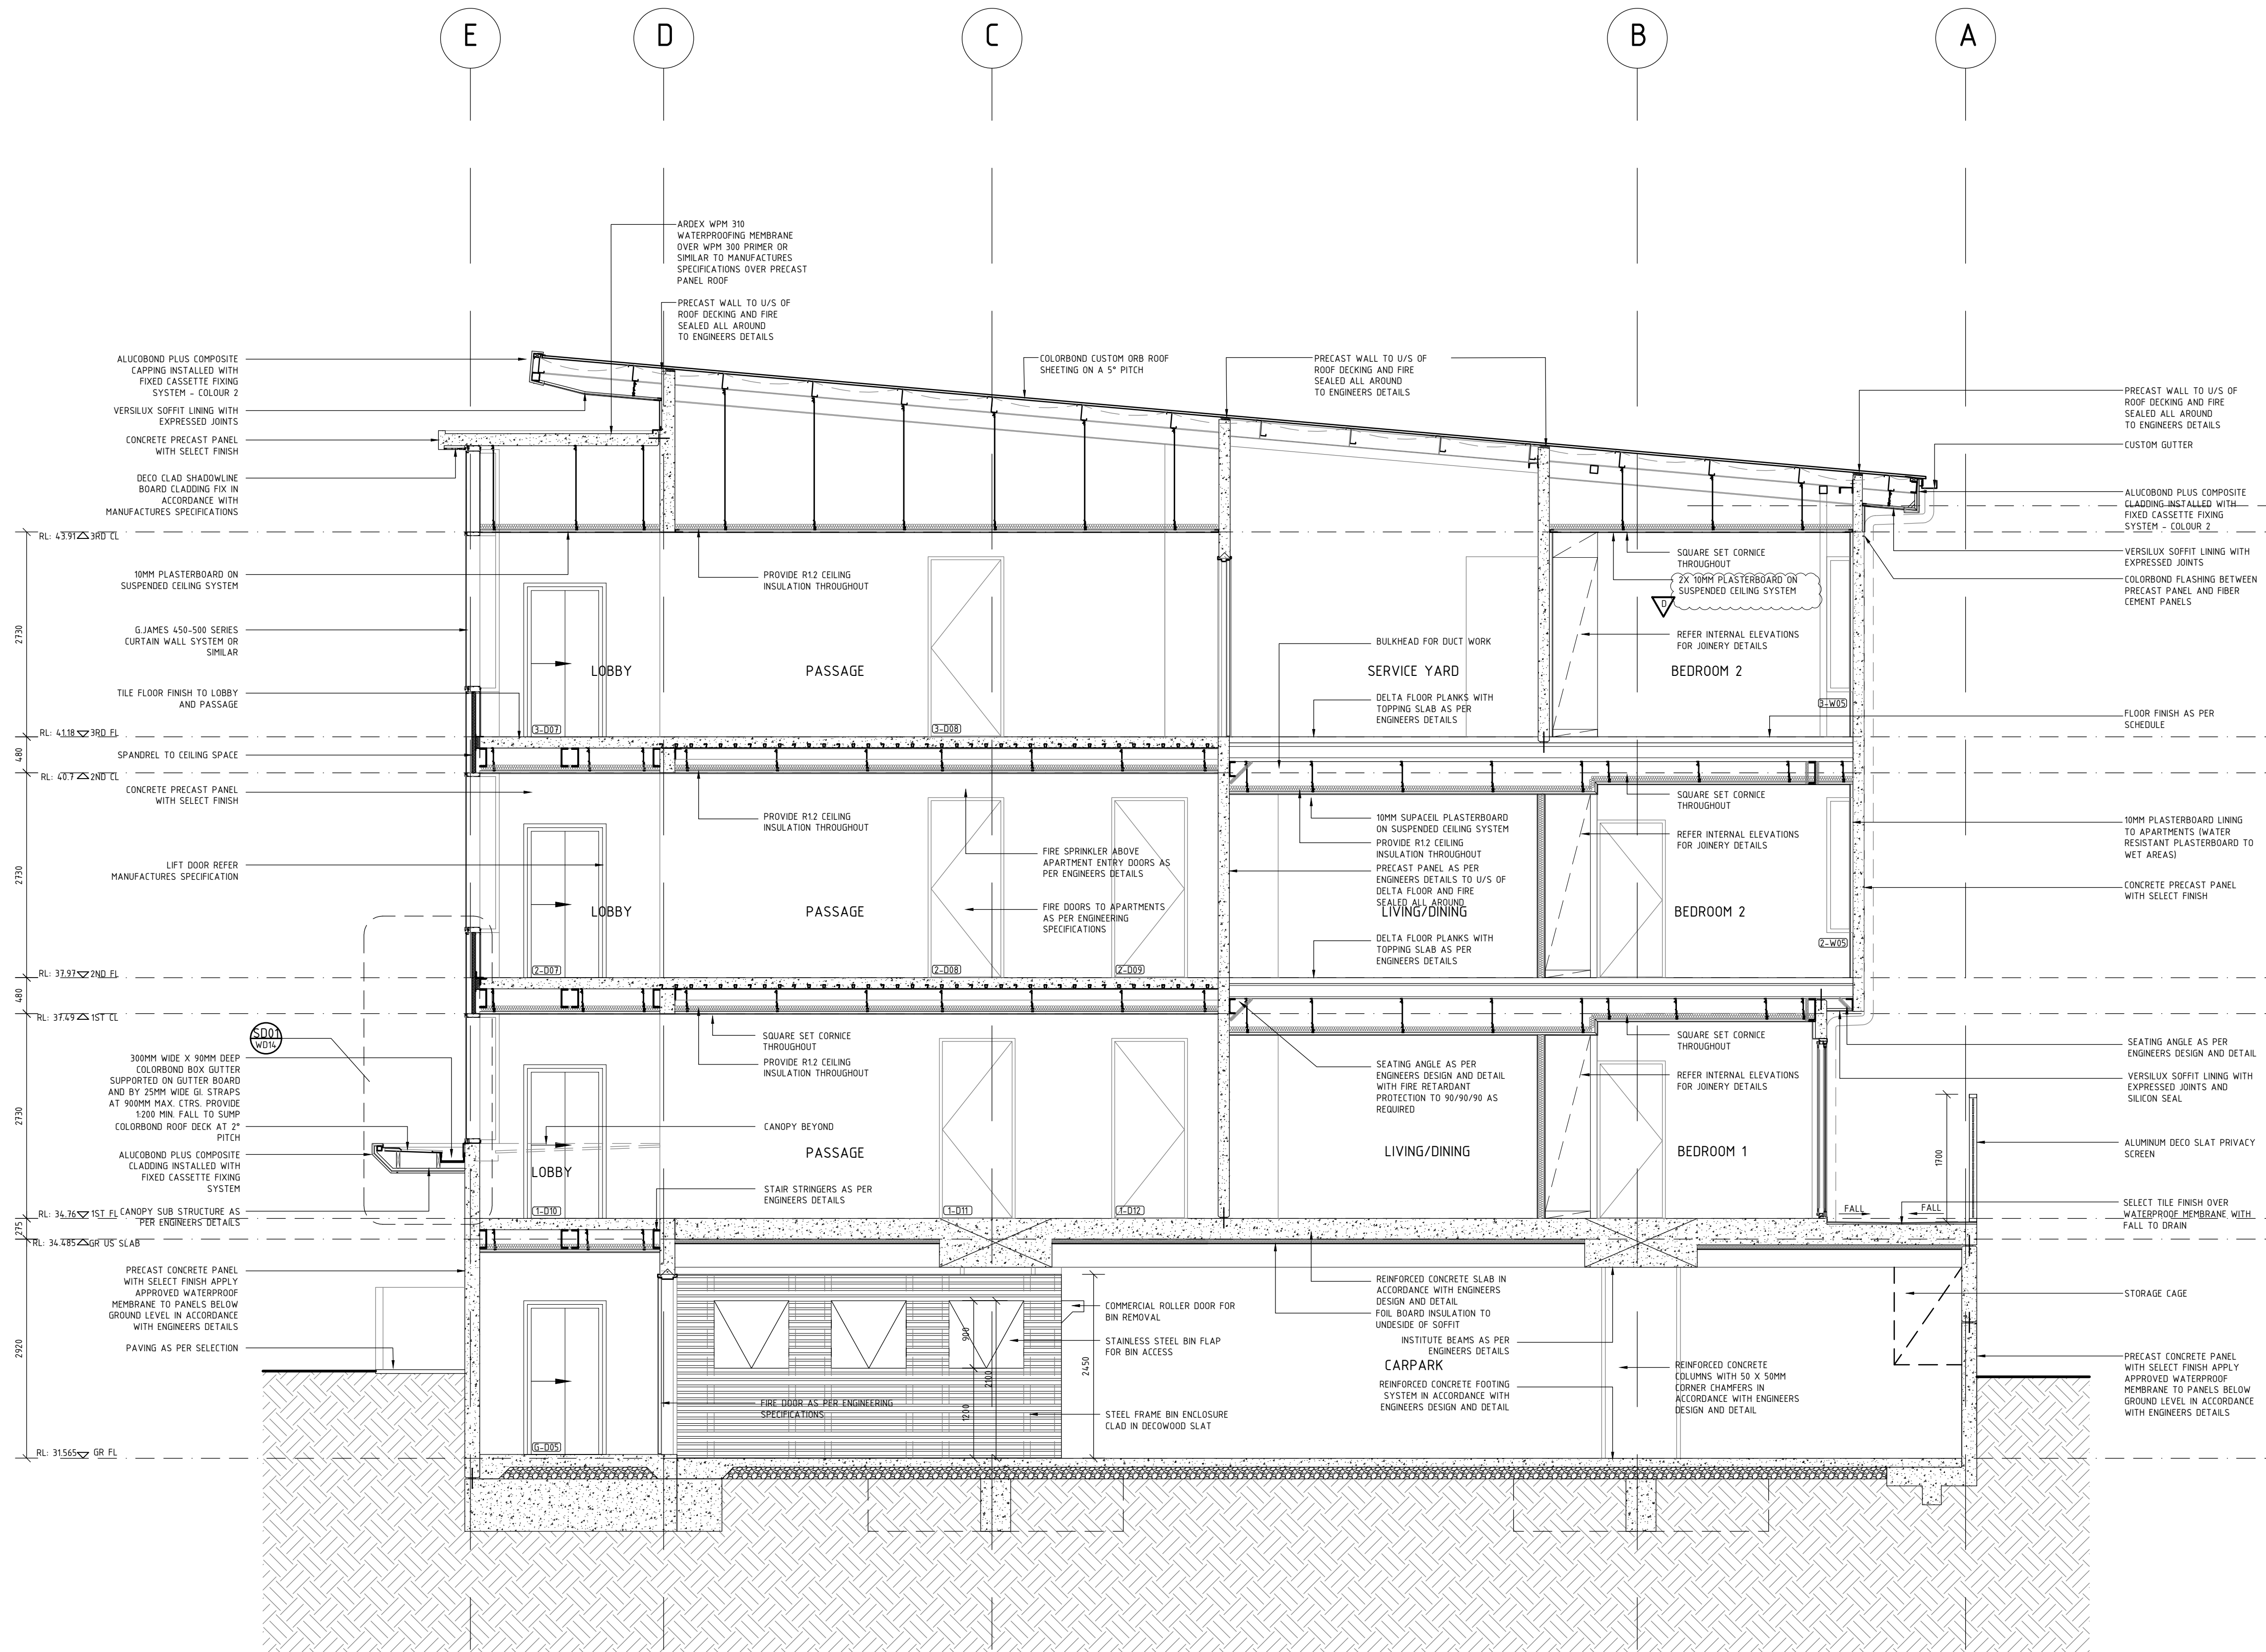 E
D
C
B
A
ARDEX WPM 310
WATERPROOFING MEMBRANE
OVER WPM 300 PRIMER OR
SIMILAR TO MANUFACTURES
SPECIFICATIONS OVER PRECAST
PANEL ROOF
PRECAST WALL TO U/S OF
ROOF DECKING AND FIRE
SEALED ALL AROUND
TO ENGINEERS DETAILS
COLORBOND CUSTOM ORB ROOF
SHEETING ON A 5° PITCH
PRECAST WALL TO U/S OF
ROOF DECKING AND FIRE
SEALED ALL AROUND
TO ENGINEERS DETAILS
ALUCOBOND PLUS COMPOSITE
CAPPING INSTALLED WITH
FIXED CASSETTE FIXING
SYSTEM - COLOUR 2
VERSILUX SOFFIT LINING WITH
EXPRESSED JOINTS
CONCRETE PRECAST PANEL
WITH SELECT FINISH
DECO CLAD SHADOWLINE
BOARD CLADDING FIX IN
ACCORDANCE WITH
MANUFACTURES SPECIFICATIONS
RL: 43.91 3RD CL
10MM PLASTERBOARD ON
SUSPENDED CEILING SYSTEM
2730
G.JAMES 450-500 SERIES
CURTAIN WALL SYSTEM OR
SIMILAR
TILE FLOOR FINISH TO LOBBY
AND PASSAGE
RL: 41.18 3RD FL
480
SPANDREL TO CEILING SPACE
RL: 40.7 2ND CL
CONCRETE PRECAST PANEL
WITH SELECT FINISH
2730
LIFT DOOR REFER
MANUFACTURES SPECIFICATION
RL: 37.97 2ND FL
480
RL: 37.49 1ST CL
SD01
WD14
300MM WIDE X 90MM DEEP
COLORBOND BOX GUTTER
SUPPORTED ON GUTTER BOARD
AND BY 25MM WIDE GI. STRAPS
AT 900MM MAX. CTRS. PROVIDE
1:200 MIN. FALL TO SUMP
COLORBOND ROOF DECK AT 2°
PITCH
2730
ALUCOBOND PLUS COMPOSITE
CLADDING INSTALLED WITH
FIXED CASSETTE FIXING
SYSTEM
RL: 34.76 1ST FL
CANOPY SUB STRUCTURE AS
PER ENGINEERS DETAILS
275
RL: 34.485 GR US SLAB
PRECAST CONCRETE PANEL
WITH SELECT FINISH APPLY
APPROVED WATERPROOF
MEMBRANE TO PANELS BELOW
GROUND LEVEL IN ACCORDANCE
WITH ENGINEERS DETAILS
2920
PAVING AS PER SELECTION
RL: 31.565 GR FL
PROVIDE R1.2 CEILING
INSULATION THROUGHOUT
LOBBY
PASSAGE
3-D07
3-D08
BULKHEAD FOR DUCT WORK
SERVICE YARD
DELTA FLOOR PLANKS WITH
TOPPING SLAB AS PER
ENGINEERS DETAILS
SQUARE SET CORNICE
THROUGHOUT
2X 10MM PLASTERBOARD ON
SUSPENDED CEILING SYSTEM
D
REFER INTERNAL ELEVATIONS
FOR JOINERY DETAILS
BEDROOM 2
3-W05
PROVIDE R1.2 CEILING
INSULATION THROUGHOUT
FIRE SPRINKLER ABOVE
APARTMENT ENTRY DOORS AS
PER ENGINEERS DETAILS
FIRE DOORS TO APARTMENTS
AS PER ENGINEERING
SPECIFICATIONS
LOBBY
PASSAGE
2-D07
2-D08
2-D09
10MM SUPACEIL PLASTERBOARD
ON SUSPENDED CEILING SYSTEM
PROVIDE R1.2 CEILING
INSULATION THROUGHOUT
PRECAST PANEL AS PER
ENGINEERS DETAILS TO U/S OF
DELTA FLOOR AND FIRE
SEALED ALL AROUND
LIVING/DINING
DELTA FLOOR PLANKS WITH
TOPPING SLAB AS PER
ENGINEERS DETAILS
SQUARE SET CORNICE
THROUGHOUT
REFER INTERNAL ELEVATIONS
FOR JOINERY DETAILS
BEDROOM 2
2-W05
SQUARE SET CORNICE
THROUGHOUT
PROVIDE R1.2 CEILING
INSULATION THROUGHOUT
CANOPY BEYOND
PASSAGE
LOBBY
STAIR STRINGERS AS PER
ENGINEERS DETAILS
1-D10
1-D11
1-D12
SEATING ANGLE AS PER
ENGINEERS DESIGN AND DETAIL
WITH FIRE RETARDANT
PROTECTION TO 90/90/90 AS
REQUIRED
LIVING/DINING
SQUARE SET CORNICE
THROUGHOUT
REFER INTERNAL ELEVATIONS
FOR JOINERY DETAILS
BEDROOM 1
FALL
FALL
1700
COMMERCIAL ROLLER DOOR FOR
BIN REMOVAL
STAINLESS STEEL BIN FLAP
FOR BIN ACCESS
STEEL FRAME BIN ENCLOSURE
CLAD IN DECOWOOD SLAT
900
2100
1200
2450
FIRE DOOR AS PER ENGINEERING
SPECIFICATIONS
G-D05
REINFORCED CONCRETE SLAB IN
ACCORDANCE WITH ENGINEERS
DESIGN AND DETAIL
FOIL BOARD INSULATION TO
UNDESIDE OF SOFFIT
INSTITUTE BEAMS AS PER
ENGINEERS DETAILS
CARPARK
REINFORCED CONCRETE FOOTING
SYSTEM IN ACCORDANCE WITH
ENGINEERS DESIGN AND DETAIL
REINFORCED CONCRETE
COLUMNS WITH 50 X 50MM
CORNER CHAMFERS IN
ACCORDANCE WITH ENGINEERS
DESIGN AND DETAIL
PRECAST WALL TO U/S OF
ROOF DECKING AND FIRE
SEALED ALL AROUND
TO ENGINEERS DETAILS
CUSTOM GUTTER
ALUCOBOND PLUS COMPOSITE
CLADDING INSTALLED WITH
FIXED CASSETTE FIXING
SYSTEM - COLOUR 2
VERSILUX SOFFIT LINING WITH
EXPRESSED JOINTS
COLORBOND FLASHING BETWEEN
PRECAST PANEL AND FIBER
CEMENT PANELS
FLOOR FINISH AS PER
SCHEDULE
10MM PLASTERBOARD LINING
TO APARTMENTS (WATER
RESISTANT PLASTERBOARD TO
WET AREAS)
CONCRETE PRECAST PANEL
WITH SELECT FINISH
SEATING ANGLE AS PER
ENGINEERS DESIGN AND DETAIL
VERSILUX SOFFIT LINING WITH
EXPRESSED JOINTS AND
SILICON SEAL
ALUMINUM DECO SLAT PRIVACY
SCREEN
SELECT TILE FINISH OVER
WATERPROOF MEMBRANE WITH
FALL TO DRAIN
STORAGE CAGE
PRECAST CONCRETE PANEL
WITH SELECT FINISH APPLY
APPROVED WATERPROOF
MEMBRANE TO PANELS BELOW
GROUND LEVEL IN ACCORDANCE
WITH ENGINEERS DETAILS